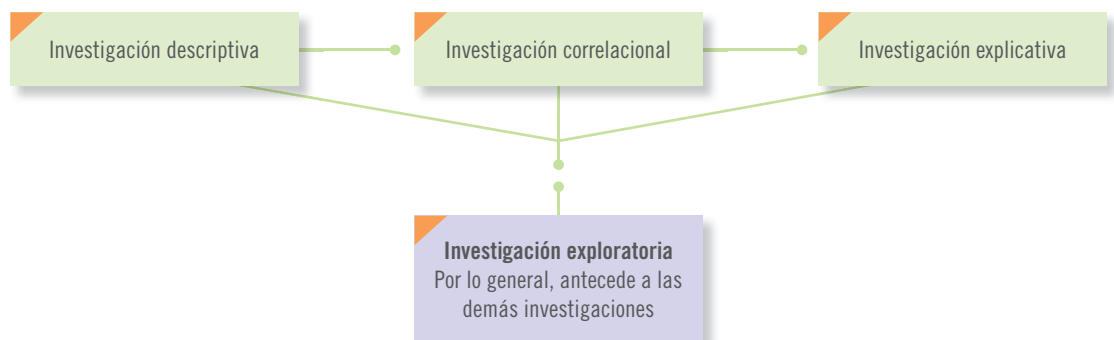 Investigación descriptiva
Investigación correlacional
Investigación explicativa
Investigación exploratoria
Por lo general, antecede a las
demás investigaciones